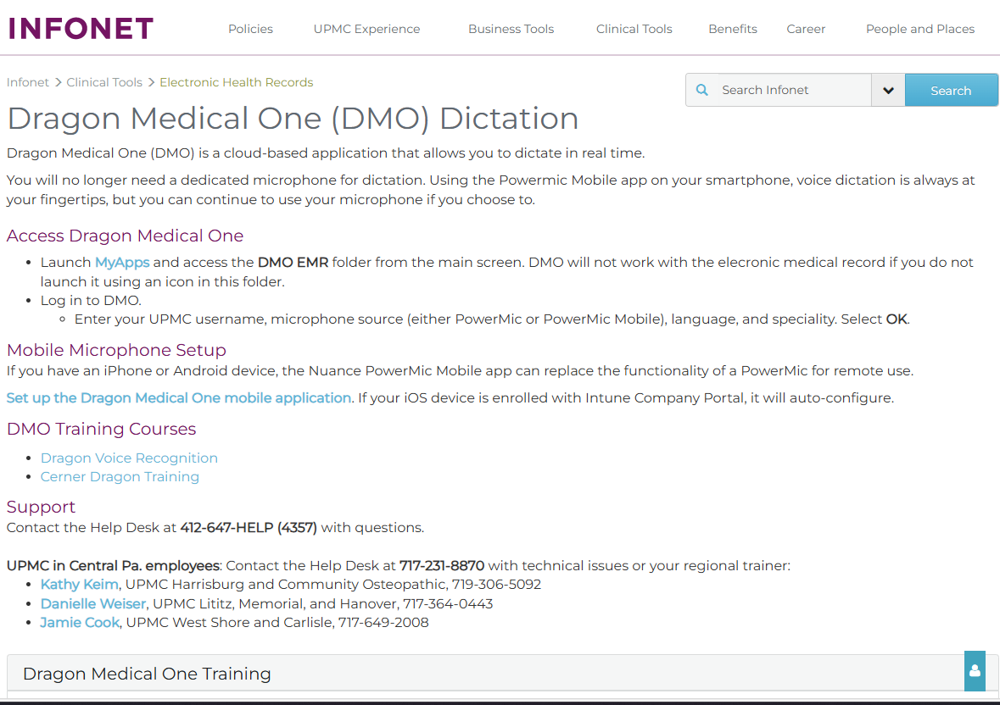 INFONET
Policies
UPMC Experience
Business Tools
Clinical Tools
Benefits
Career
People and Places
Infonet > Clinical Tools > Electronic Health Records
Search Infonet
Search
Dragon Medical One (DMO) Dictation
Dragon Medical One (DMO) is a cloud-based application that allows you to dictate in real time.
You will no longer need a dedicated microphone for dictation. Using the Powermic Mobile app on your smartphone, voice dictation is always at
your fingertips, but you can continue to use your microphone if you choose to.
Access Dragon Medical One
• Launch MyApps and access the DMO EMR folder from the main screen. DMO will not work with the elecronic medical record if you do not
launch it using an icon in this folder.
• Log in to DMO.
◦ Enter your UPMC username, microphone source (either PowerMic or PowerMic Mobile), language, and speciality. Select OK.
Mobile Microphone Setup
If you have an iPhone or Android device, the Nuance PowerMic Mobile app can replace the functionality of a PowerMic for remote use.
Set up the Dragon Medical One mobile application. If your iOS device is enrolled with Intune Company Portal, it will auto-configure.
DMO Training Courses
• Dragon Voice Recognition
• Cerner Dragon Training
Support
Contact the Help Desk at 412-647-HELP (4357) with questions.
UPMC in Central Pa. employees: Contact the Help Desk at 717-231-8870 with technical issues or your regional trainer:
• Kathy Keim, UPMC Harrisburg and Community Osteopathic, 719-306-5092
• Danielle Weiser, UPMC Lititz, Memorial, and Hanover, 717-364-0443
• Jamie Cook, UPMC West Shore and Carlisle, 717-649-2008
Dragon Medical One Training